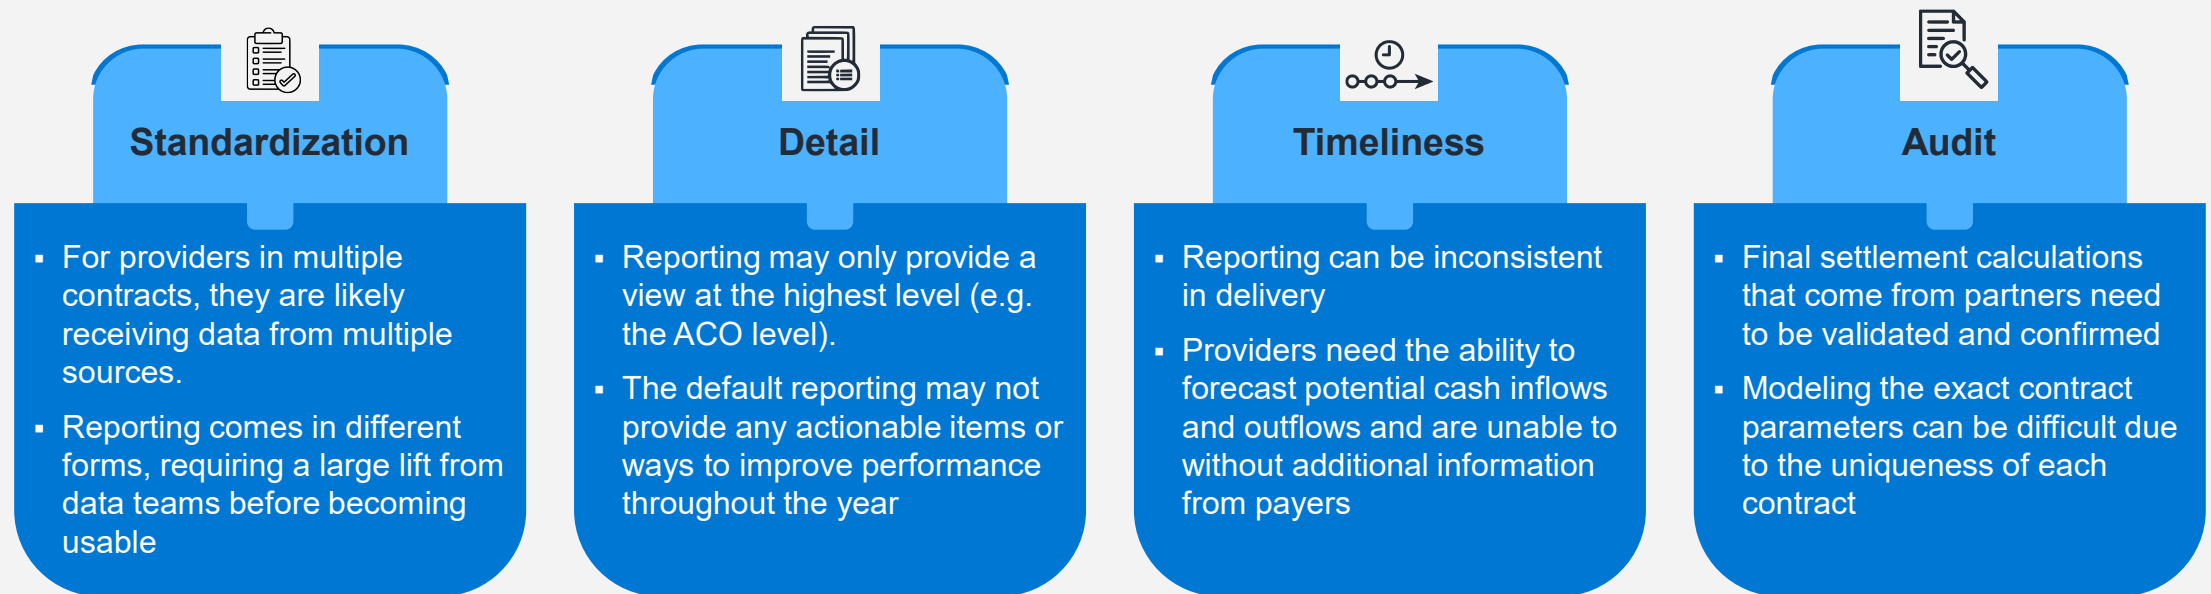 Standardization
▪ For providers in multiple
contracts, they are likely
receiving data from multiple
sources.
▪ Reporting comes in different
forms, requiring a large lift from
data teams before becoming
usable
Detail
▪ Reporting may only provide a
view at the highest level (e.g.
the ACO level).
▪ The default reporting may not
provide any actionable items or
ways to improve performance
throughout the year
Timeliness
▪ Reporting can be inconsistent
in delivery
▪ Providers need the ability to
forecast potential cash inflows
and outflows and are unable to
without additional information
from payers
Audit
▪ Final settlement calculations
that come from partners need
to be validated and confirmed
▪ Modeling the exact contract
parameters can be difficult due
to the uniqueness of each
contract